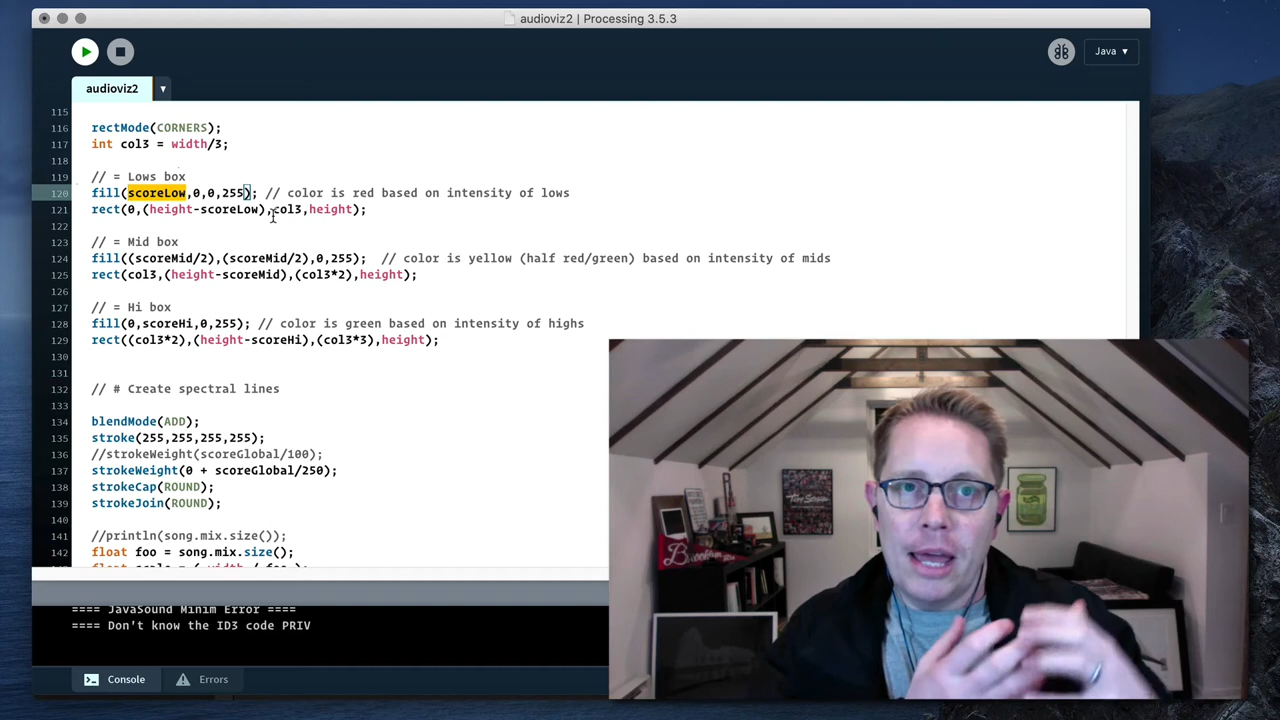 audioviz2 | Processing 3.5.3
Java ▼
audioviz2 ▼
115
116 rectMode(CORNERS);
117 int col3 = width/3;
118
119 // = Lows box
120 fill(scoreLow,0,0,255); // color is red based on intensity of lows
121 rect(0,(height-scoreLow),col3,height);
122
123 // = Mid box
124 fill((scoreMid/2),(scoreMid/2),0,255);  // color is yellow (half red/green) based on intensity of mids
125 rect(col3,(height-scoreMid),(col3*2),height);
126
127 // = Hi box
128 fill(0,scoreHi,0,255); // color is green based on intensity of highs
129 rect((col3*2),(height-scoreHi),(col3*3),height);
130
131
132 // # Create spectral lines
133
134 blendMode(ADD);
135 stroke(255,255,255,255);
136 //strokeWeight(scoreGlobal/100);
137 strokeWeight(0 + scoreGlobal/250);
138 strokeCap(ROUND);
139 strokeJoin(ROUND);
140
141 //println(song.mix.size());
142 float foo = song.mix.size();
==== JavaSound Minim Error ====
==== Don't know the ID3 code PRIV
Console
Errors
Brooklyn